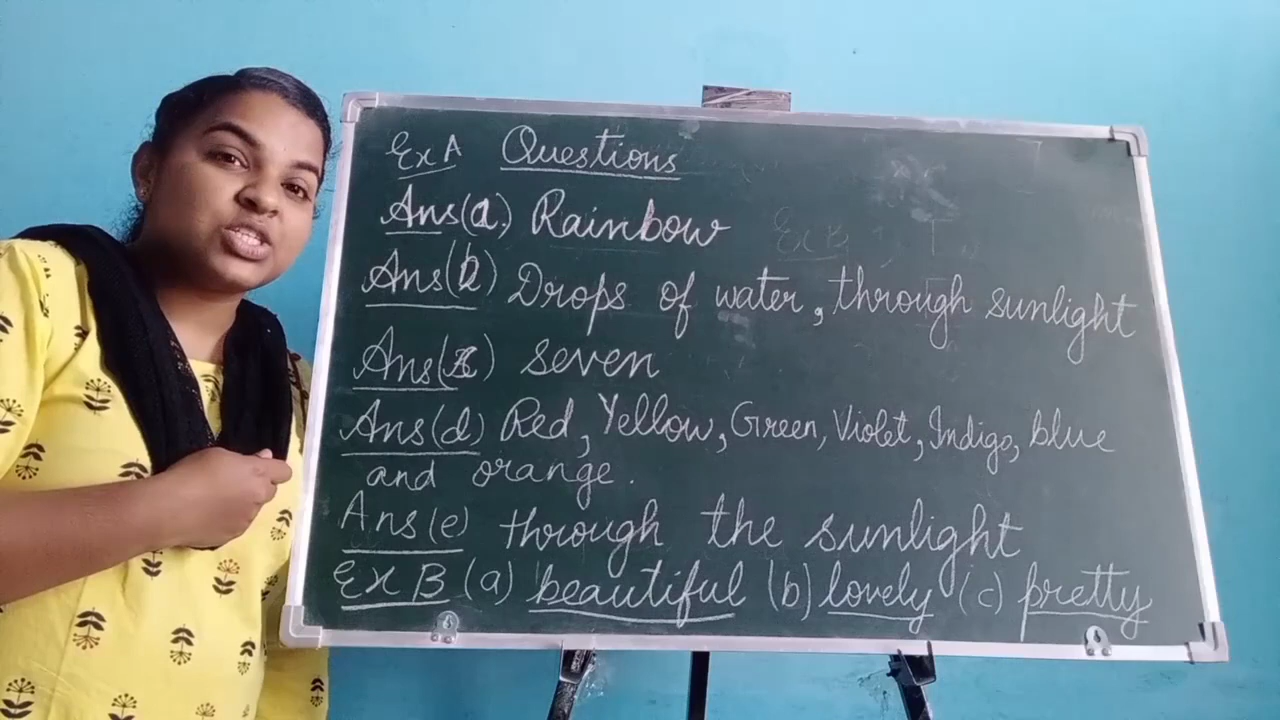 Ex A Questions
Ans(a) Rainbow
Ans(b) Drops of water, through sunlight
Ans(c) seven
Ans(d) Red, Yellow, Green, Violet, Indigo, blue
and orange.
Ans(e) through the sunlight
Ex B (a) beautiful (b) lovely (c) pretty